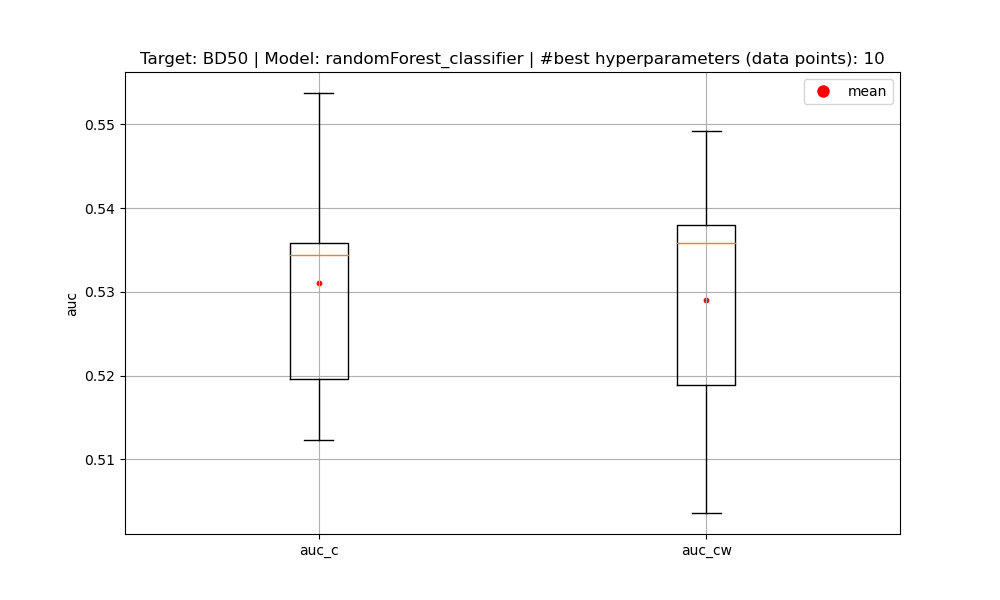 Target: BD50 | Model: randomForest_classifier | #best hyperparameters (data points): 10
mean
0.55
0.54
0.53
0.52
0.51
auc
auc_c
auc_cw